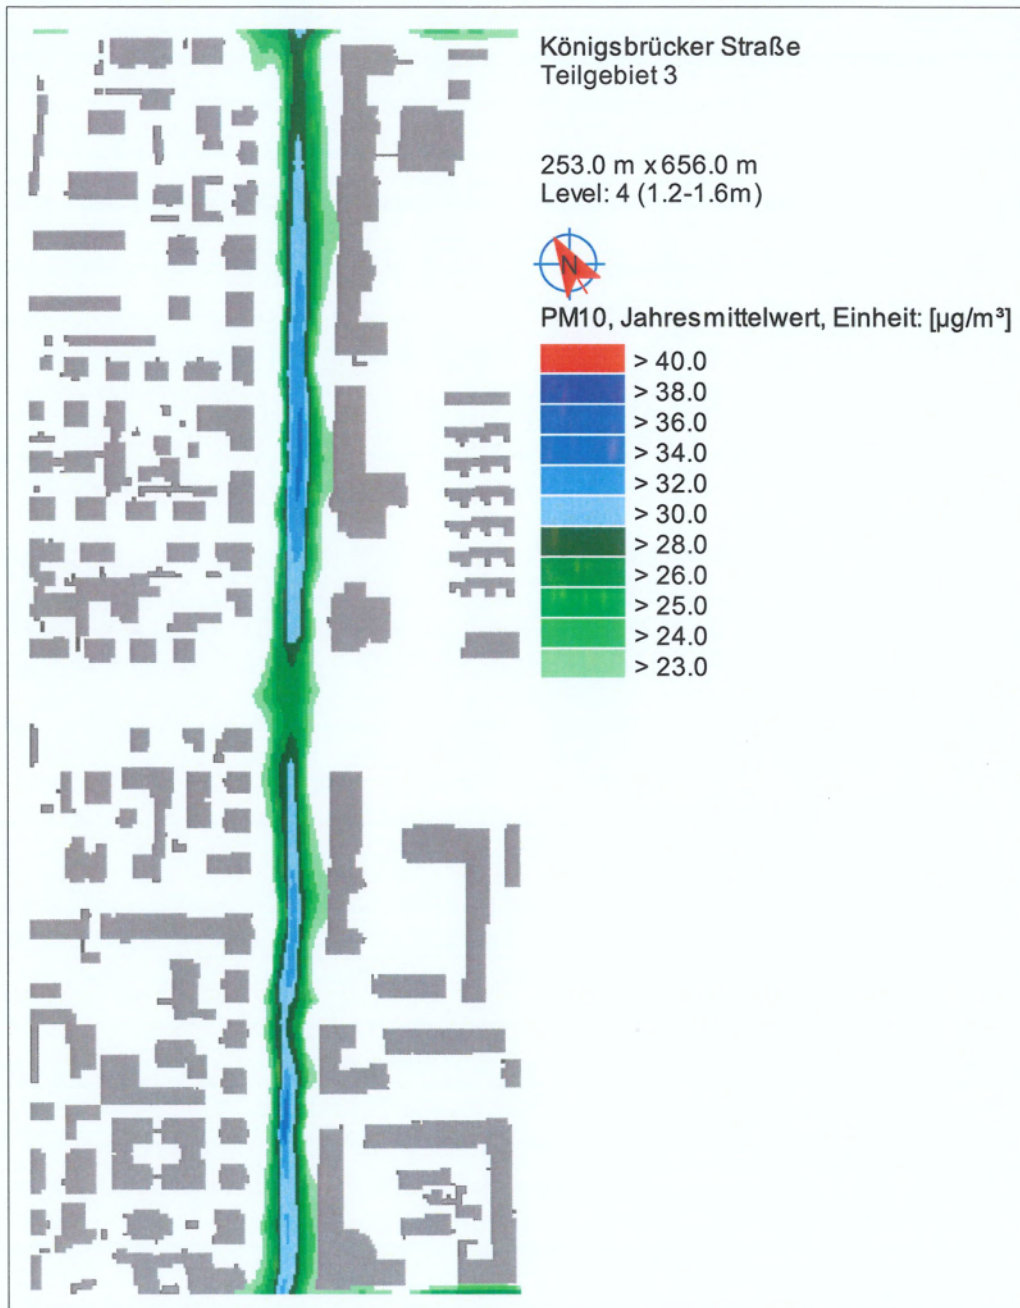 Königsbrücker Straße
Teilgebiet 3
253.0 m x 656.0 m
Level: 4 (1.2-1.6m)
N
PM10, Jahresmittelwert, Einheit: [µg/m³]
> 40.0
> 38.0
> 36.0
> 34.0
> 32.0
> 30.0
> 28.0
> 26.0
> 25.0
> 24.0
> 23.0